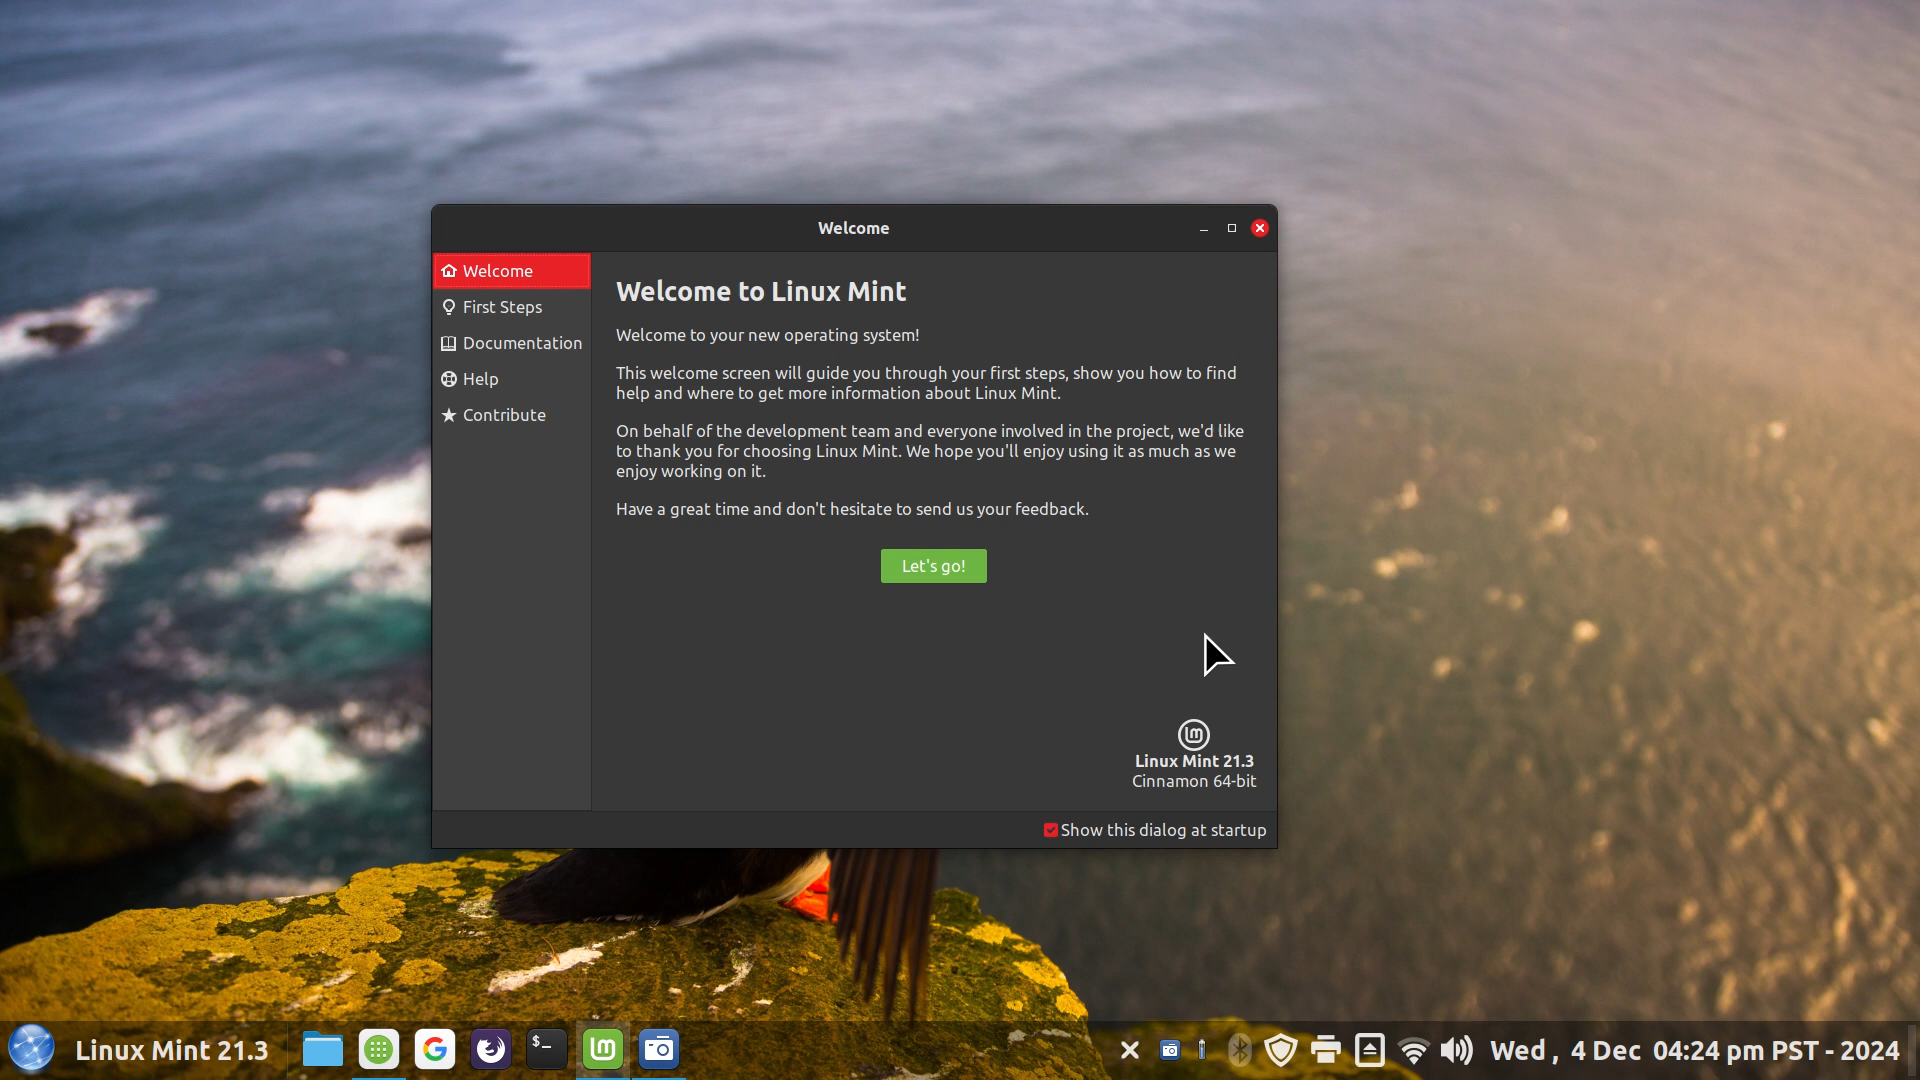 Welcome
Welcome
First Steps
Documentation
Help
Contribute
Welcome to Linux Mint
Welcome to your new operating system!
This welcome screen will guide you through your first steps, show you how to find
help and where to get more information about Linux Mint.
On behalf of the development team and everyone involved in the project, we'd like
to thank you for choosing Linux Mint. We hope you'll enjoy using it as much as we
enjoy working on it.
Have a great time and don't hesitate to send us your feedback.
Let's go!
Linux Mint 21.3
Cinnamon 64-bit
Show this dialog at startup
Linux Mint 21.3
Wed , 4 Dec 04:24 pm PST - 2024